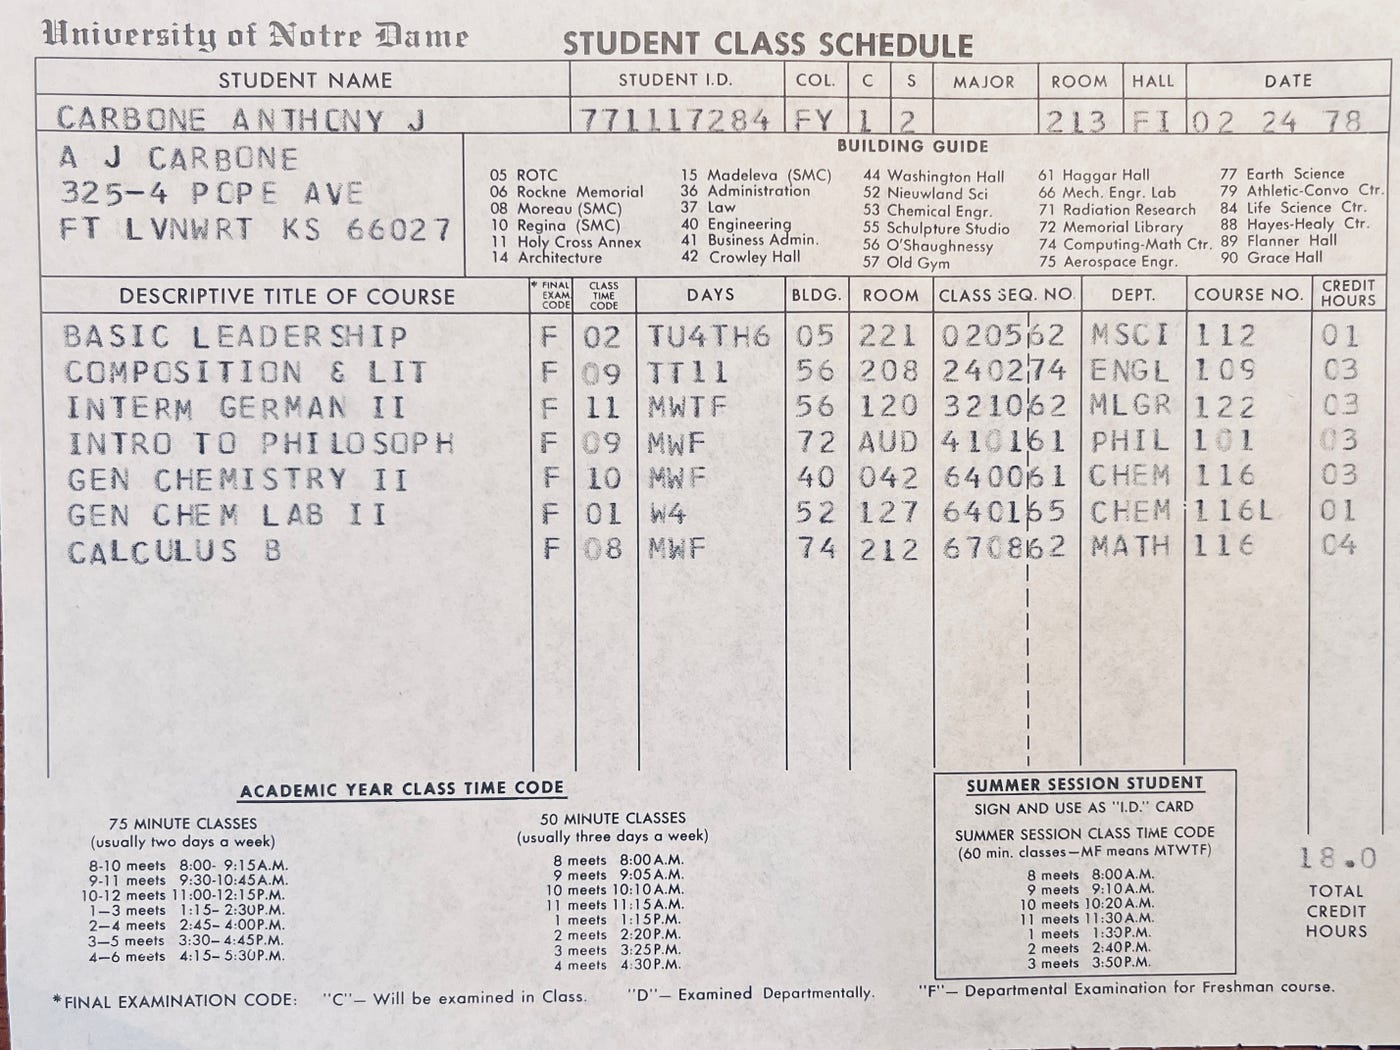 University of Notre Dame STUDENT CLASS SCHEDULE
STUDENT NAME STUDENT I.D. COL. C S MAJOR ROOM HALL DATE
CARBONE ANTHONY J 771117284 FY 1 2 213 FI 02 24 78
A J CARBONE
325-4 POPE AVE
FT LVNWRT KS 66027
BUILDING GUIDE
05 ROTC 15 Madeleva (SMC) 44 Washington Hall 61 Haggar Hall 77 Earth Science
06 Rockne Memorial 36 Administration 52 Nieuwland Sci 66 Mech. Engr. Lab 79 Athletic-Convo Ctr.
08 Moreau (SMC) 37 Law 53 Chemical Engr. 71 Radiation Research 84 Life Science Ctr.
10 Regina (SMC) 40 Engineering 55 Schulpture Studio 72 Memorial Library 88 Hayes-Healy Ctr.
11 Holy Cross Annex 41 Business Admin. 56 O'Shaughnessy 74 Computing-Math Ctr. 89 Flanner Hall
14 Architecture 42 Crowley Hall 57 Old Gym 75 Aerospace Engr. 90 Grace Hall
DESCRIPTIVE TITLE OF COURSE * FINAL EXAM CODE CLASS TIME CODE DAYS BLDG. ROOM CLASS SEQ. NO. DEPT. COURSE NO. CREDIT HOURS
BASIC LEADERSHIP F 02 TU4TH6 05 221 020562 MSCI 112 01
COMPOSITION & LIT F 09 TT11 56 208 240274 ENGL 109 03
INTERM GERMAN II F 11 MWTF 56 120 321062 MLGR 122 03
INTRO TO PHILOSOPH F 09 MWF 72 AUD 410161 PHIL 101 03
GEN CHEMISTRY II F 10 MWF 40 042 640061 CHEM 116 03
GEN CHEM LAB II F 01 W4 52 127 640165 CHEM 116L 01
CALCULUS B F 08 MWF 74 212 670862 MATH 116 04
ACADEMIC YEAR CLASS TIME CODE
75 MINUTE CLASSES
(usually two days a week)
8-10 meets 8:00- 9:15A.M.
9-11 meets 9:30-10:45A.M.
10-12 meets 11:00-12:15P.M.
1—3 meets 1:15- 2:30P.M.
2—4 meets 2:45- 4:00P.M.
3—5 meets 3:30- 4:45P.M.
4—6 meets 4:15- 5:30P.M.
50 MINUTE CLASSES
(usually three days a week)
8 meets 8:00A.M.
9 meets 9:05A.M.
10 meets 10:10A.M.
11 meets 11:15A.M.
1 meets 1:15P.M.
2 meets 2:20P.M.
3 meets 3:25P.M.
4 meets 4:30P.M.
SUMMER SESSION STUDENT
SIGN AND USE AS "I.D." CARD
SUMMER SESSION CLASS TIME CODE
(60 min. classes—MF means MTWTF)
8 meets 8:00A.M.
9 meets 9:10A.M.
10 meets 10:20A.M.
11 meets 11:30A.M.
1 meets 1:30P.M.
2 meets 2:40P.M.
3 meets 3:50P.M.
18.0
TOTAL
CREDIT
HOURS
*FINAL EXAMINATION CODE: "C"— Will be examined in Class. "D"— Examined Departmentally. "F"— Departmental Examination for Freshman course.